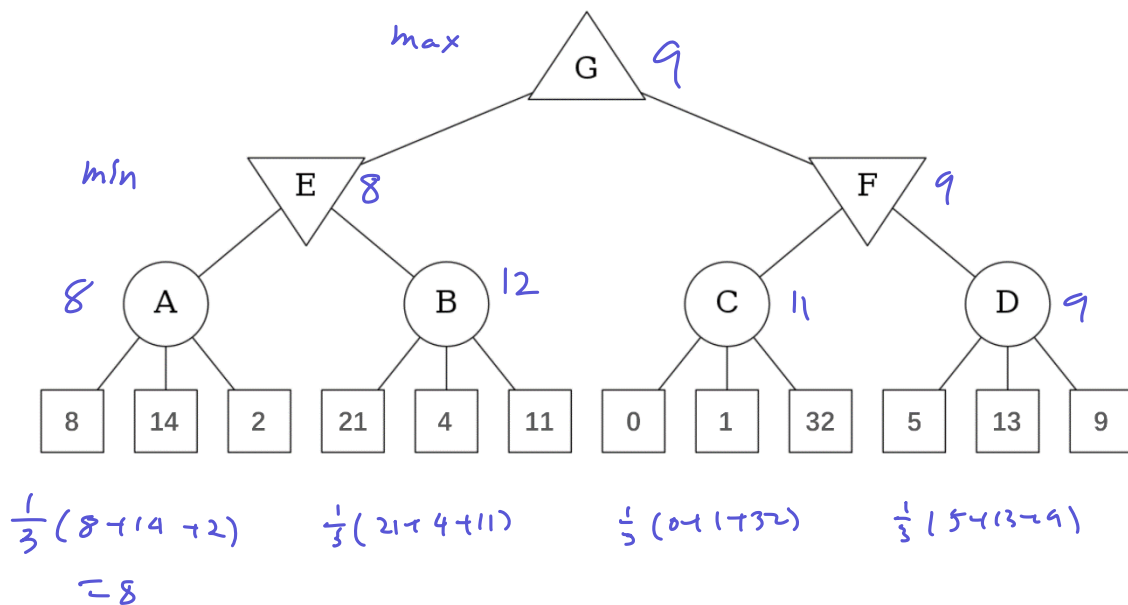 max
G 9
min
E 8 F 9
8 A B 12 C 11 D 9
8 14 2 21 4 11 0 1 32 5 13 9
1/3 (8+14+2) 1/3 (21+4+11) 1/3 (0+1+32) 1/3 (5+13+9)
=8